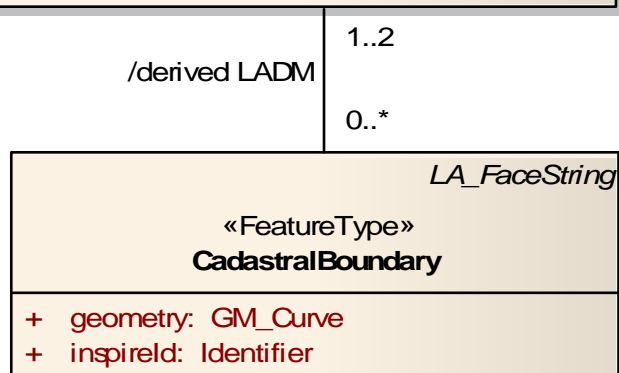 1..2
/derived LADM
0..*
LA_FaceString
«FeatureType»
CadastralBoundary
+ geometry: GM_Curve
+ inspireId: Identifier